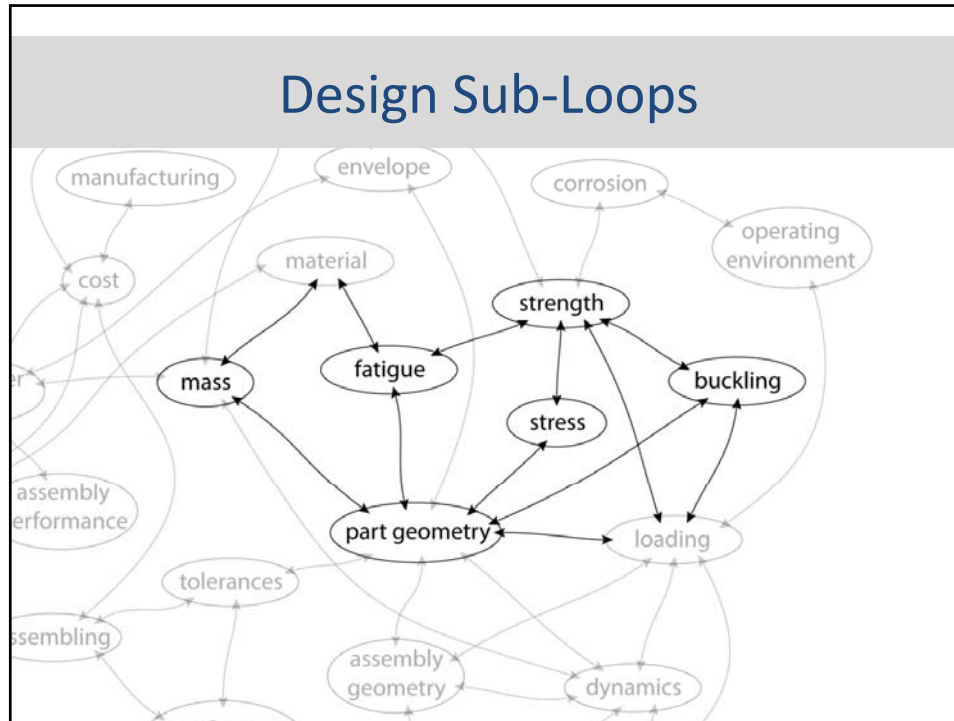 Design Sub-Loops
envelope
manufacturing
corrosion
operating
environment
material
cost
strength
fatigue
mass
buckling
stress
assembly
part geometry
loading
tolerances
assembly
geometry
dynamics